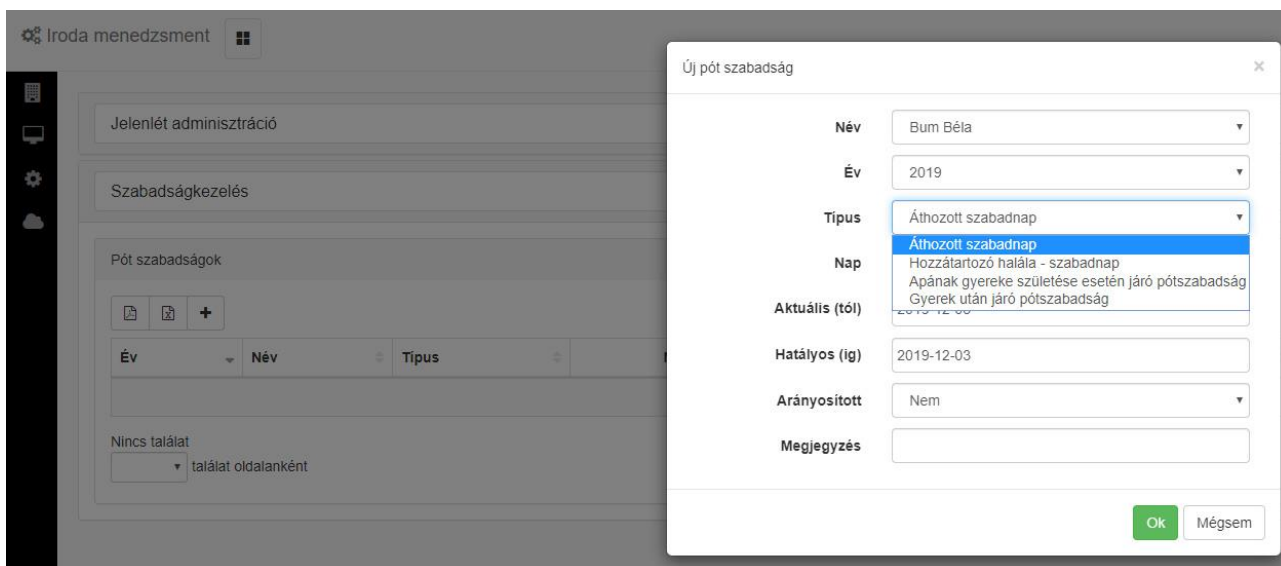 Iroda menedzsment
Jelenlét adminisztráció
Szabadságkezelés
Pót szabadságok
Év Név Típus
Nincs találat
találat oldalanként
Új pót szabadság ×
Név Bum Béla
Év 2019
Típus Áthozott szabadnap
Áthozott szabadnap
Nap Hozzátartozó halála - szabadnap
Apának gyereke születése esetén járó pótszabadság
Gyerek után járó pótszabadság
Aktuális (tól)
Hatályos (ig) 2019-12-03
Arányosított Nem
Megjegyzés
Ok Mégsem